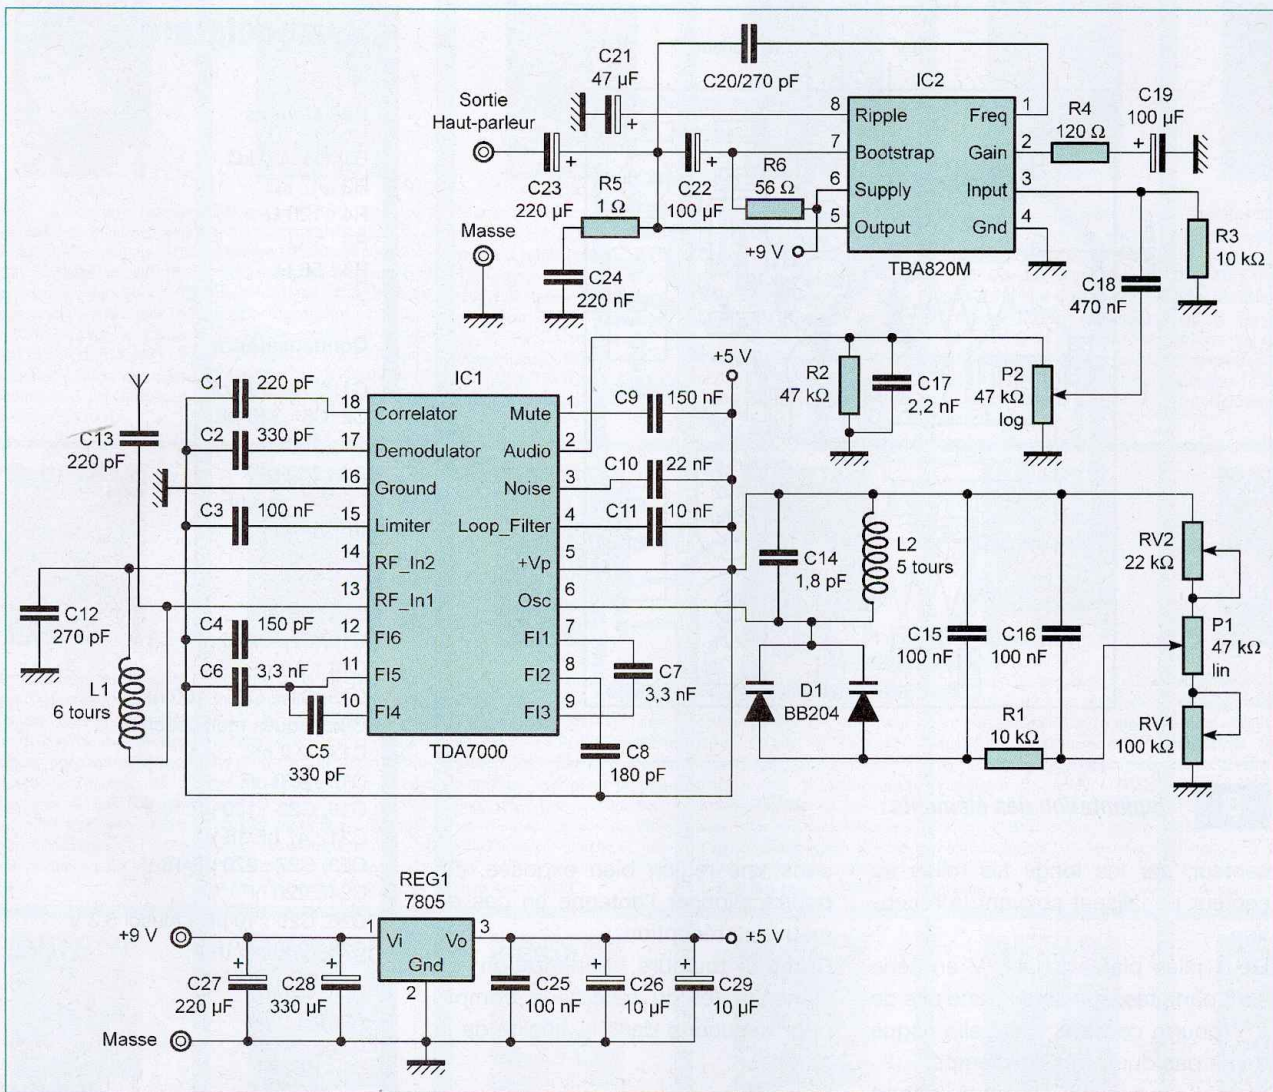 C21
47 µF
C20/270 pF
IC2
Sortie
Haut-parleur
+
8
Ripple
Freq
1
R4
120 Ω
C19
100 µF
+
7
Bootstrap
Gain
2
+
C23
220 µF
+
C22
100 µF
R6
56 Ω
6
Supply
Input
3
R5
1 Ω
5
Output
Gnd
4
R3
10 kΩ
Masse
+9 V
TBA820M
C24
220 nF
C18
470 nF
+5 V
C1
220 pF
IC1
R2
47 kΩ
C17
2,2 nF
P2
47 kΩ
log
18
Correlator
Mute
1
C9
150 nF
C13
220 pF
C2
330 pF
17
Demodulator
Audio
2
16
Ground
Noise
3
C10
22 nF
C3
100 nF
15
Limiter
Loop_Filter
4
C11
10 nF
14
RF_In2
+Vp
5
C14
1,8 pF
L2
5 tours
RV2
22 kΩ
13
RF_In1
Osc
6
C12
270 pF
C4
150 pF
12
FI6
FI1
7
C15
100 nF
C16
100 nF
P1
47 kΩ
lin
C6
3,3 nF
11
FI5
FI2
8
C7
3,3 nF
L1
6 tours
10
FI4
FI3
9
D1
BB204
R1
10 kΩ
RV1
100 kΩ
C5
330 pF
TDA7000
C8
180 pF
REG1
7805
+9 V
1
Vi
Vo
3
+5 V
Gnd
2
+
C27
220 µF
+
C28
330 µF
C25
100 nF
+
C26
10 µF
+
C29
10 µF
Masse